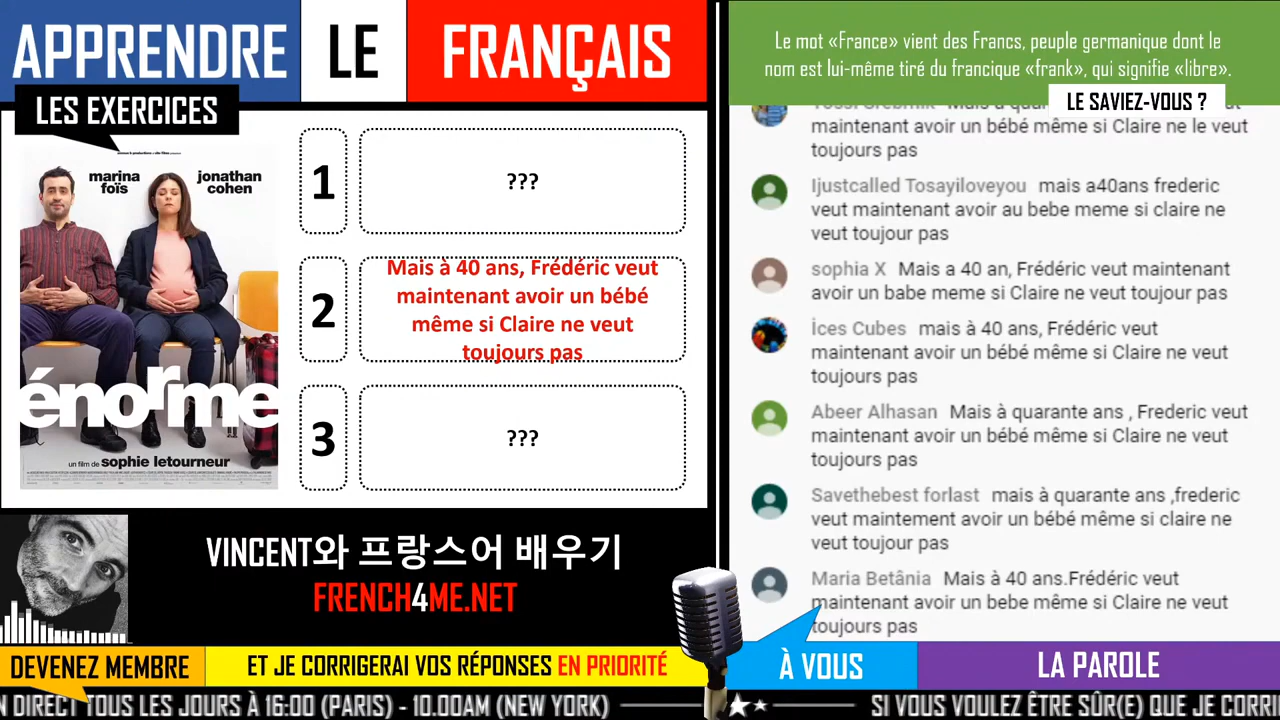 APPRENDRE LE FRANÇAIS
LES EXERCICES
marina foïs
jonathan cohen
énorme
un film de sophie letourneur
1
???
2
Mais à 40 ans, Frédéric veut
maintenant avoir un bébé
même si Claire ne veut
toujours pas
3
???
VINCENT와 프랑스어 배우기
FRENCH4ME.NET
DEVENEZ MEMBRE
ET JE CORRIGERAI VOS RÉPONSES EN PRIORITÉ
Le mot «France» vient des Francs, peuple germanique dont le
nom est lui-même tiré du francique «frank», qui signifie «libre».
LE SAVIEZ-VOUS ?
maintenant avoir un bébé même si Claire ne le veut
toujours pas
Ijustcalled Tosayiloveyou mais a40ans frederic
veut maintenant avoir au bebe meme si claire ne
veut toujour pas
sophia X Mais a 40 an, Frédéric veut maintenant
avoir un babe meme si Claire ne veut toujour pas
İces Cubes mais à 40 ans, Frédéric veut
maintenant avoir un bébé même si Claire ne veut
toujours pas
Abeer Alhasan Mais à quarante ans , Frederic veut
maintenant avoir un bébé même si Claire ne veut
toujours pas
Savethebest forlast mais à quarante ans ,frederic
veut maintement avoir un bébé même si claire ne
veut toujour pas
Maria Betânia Mais à 40 ans.Frédéric veut
maintenant avoir un bebe même si Claire ne veut
toujours pas
À VOUS
LA PAROLE
N DIRECT TOUS LES JOURS À 16:00 (PARIS) - 10.00AM (NEW YORK)
SI VOUS VOULEZ ÊTRE SÛR(E) QUE JE CORRI